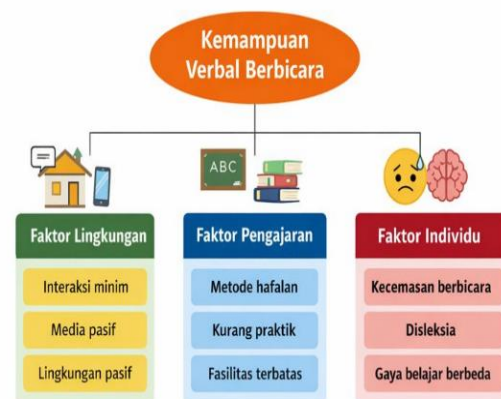 Kemampuan
Verbal Berbicara
ABC
Faktor Lingkungan
Interaksi minim
Media pasif
Lingkungan pasif
Faktor Pengajaran
Metode hafalan
Kurang praktik
Fasilitas terbatas
Faktor Individu
Kecemasan berbicara
Disleksia
Gaya belajar berbeda